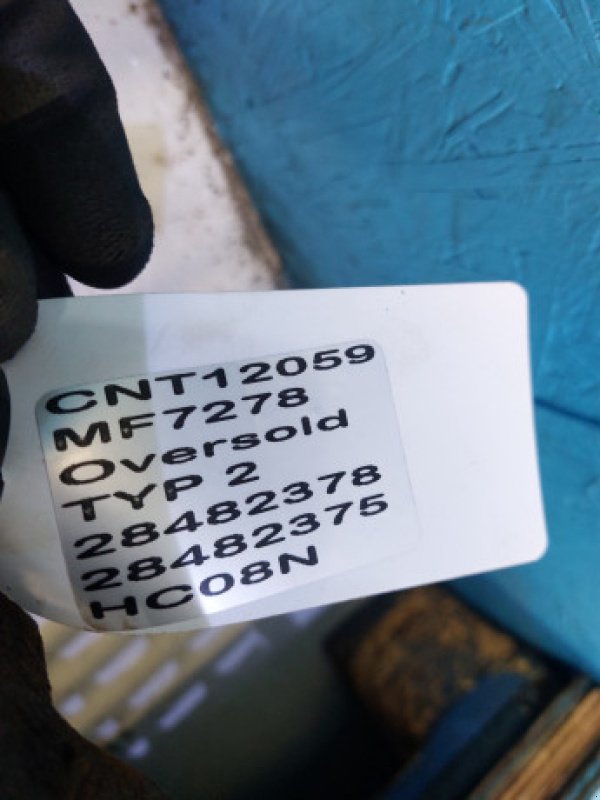 CNT12059
MF7278
Oversold
TYP 2
28482378
28482375
HC08N